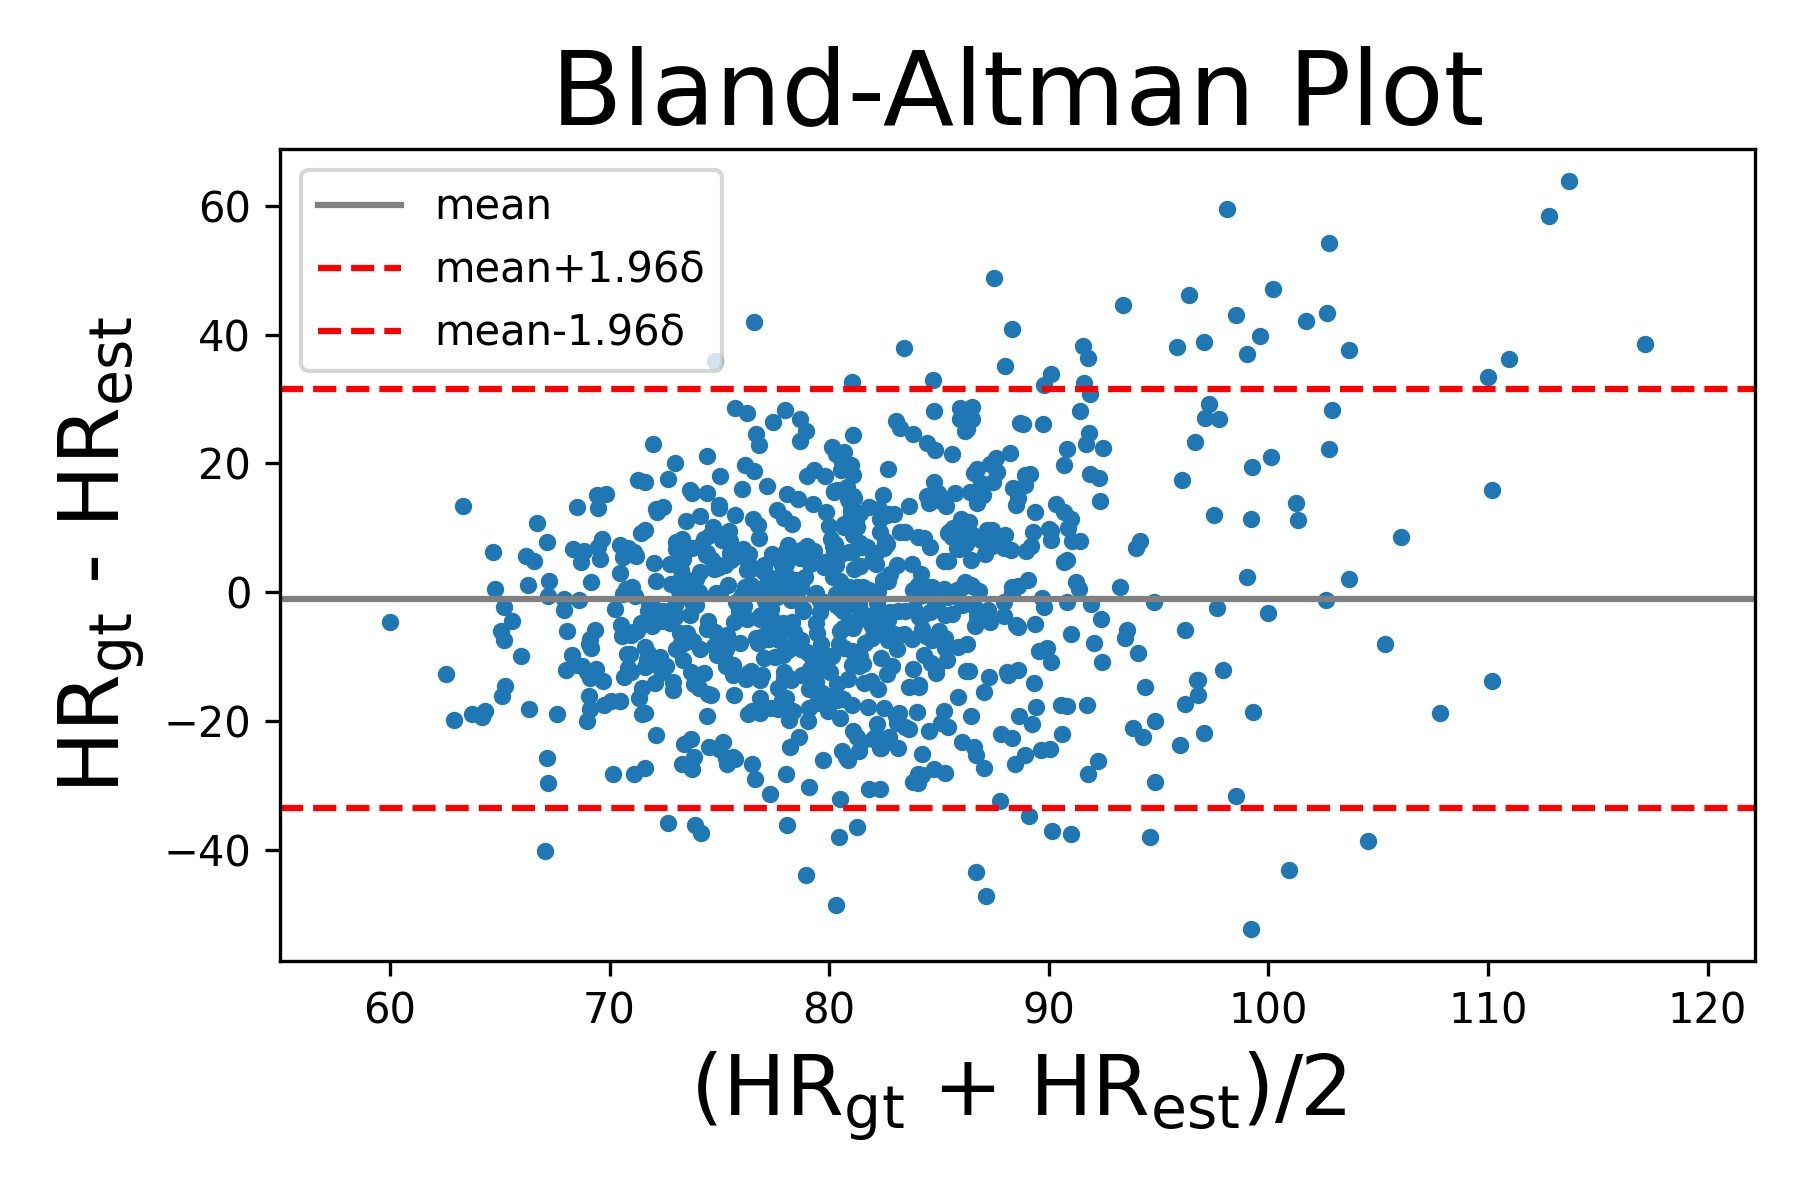 Bland-Altman Plot
mean
mean+1.96δ
mean-1.96δ
HRgt - HRest
60
40
20
0
−20
−40
60 70 80 90 100 110 120
(HRgt + HRest)/2